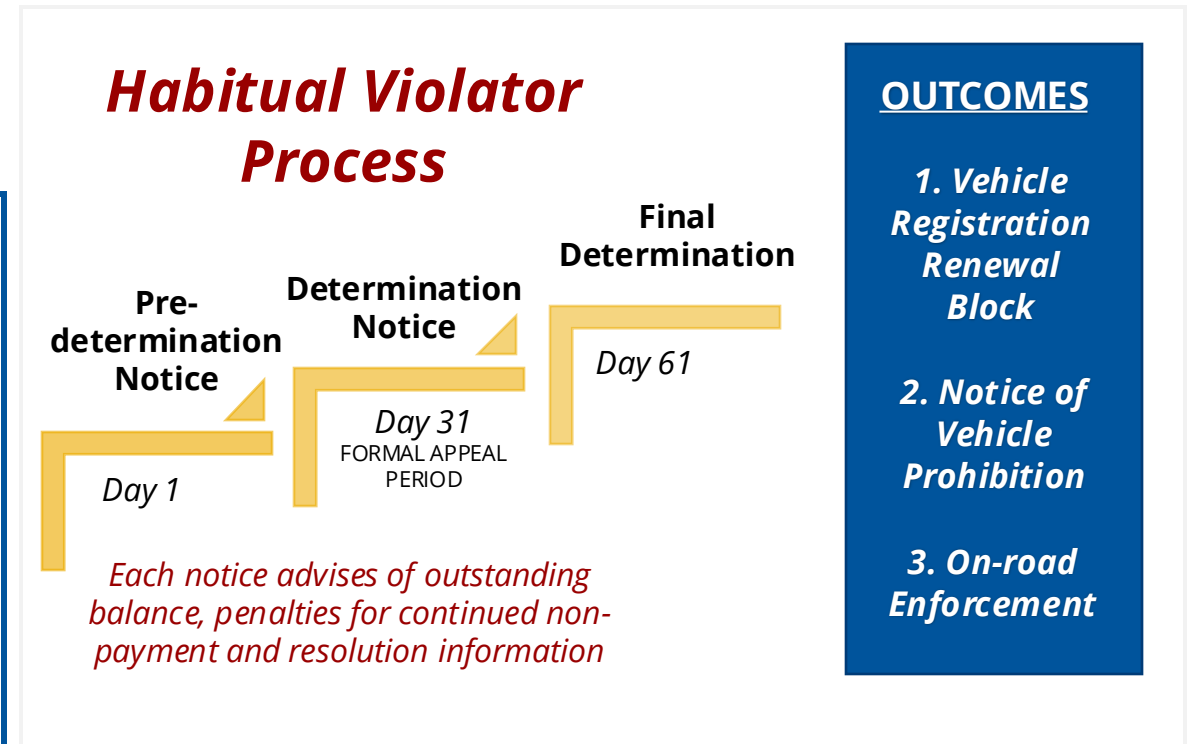 Habitual Violator
Process
Pre-
determination
Notice
Day 1
Determination
Notice
Day 31
FORMAL APPEAL
PERIOD
Final
Determination
Day 61
Each notice advises of outstanding
balance, penalties for continued non-
payment and resolution information
OUTCOMES
1. Vehicle
Registration
Renewal
Block
2. Notice of
Vehicle
Prohibition
3. On-road
Enforcement